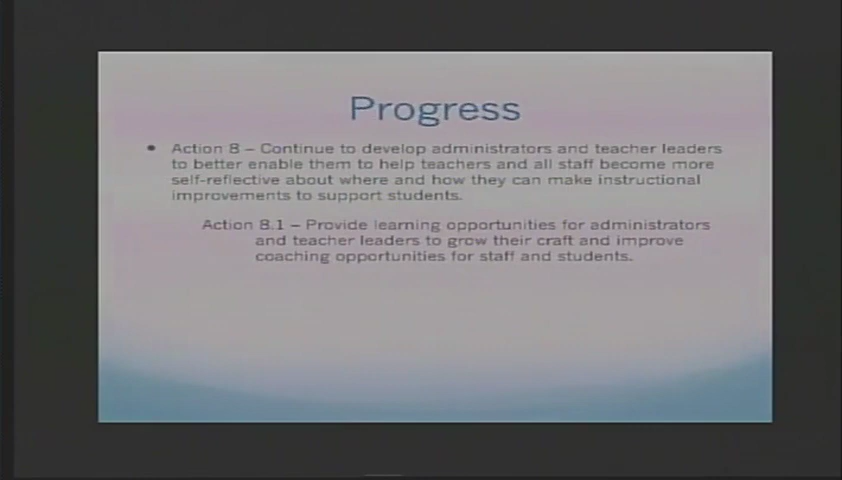 Progress
• Action 8 – Continue to develop administrators and teacher leaders
to better enable them to help teachers and all staff become more
self-reflective about where and how they can make instructional
improvements to support students.
Action 8.1 – Provide learning opportunities for administrators
and teacher leaders to grow their craft and improve
coaching opportunities for staff and students.